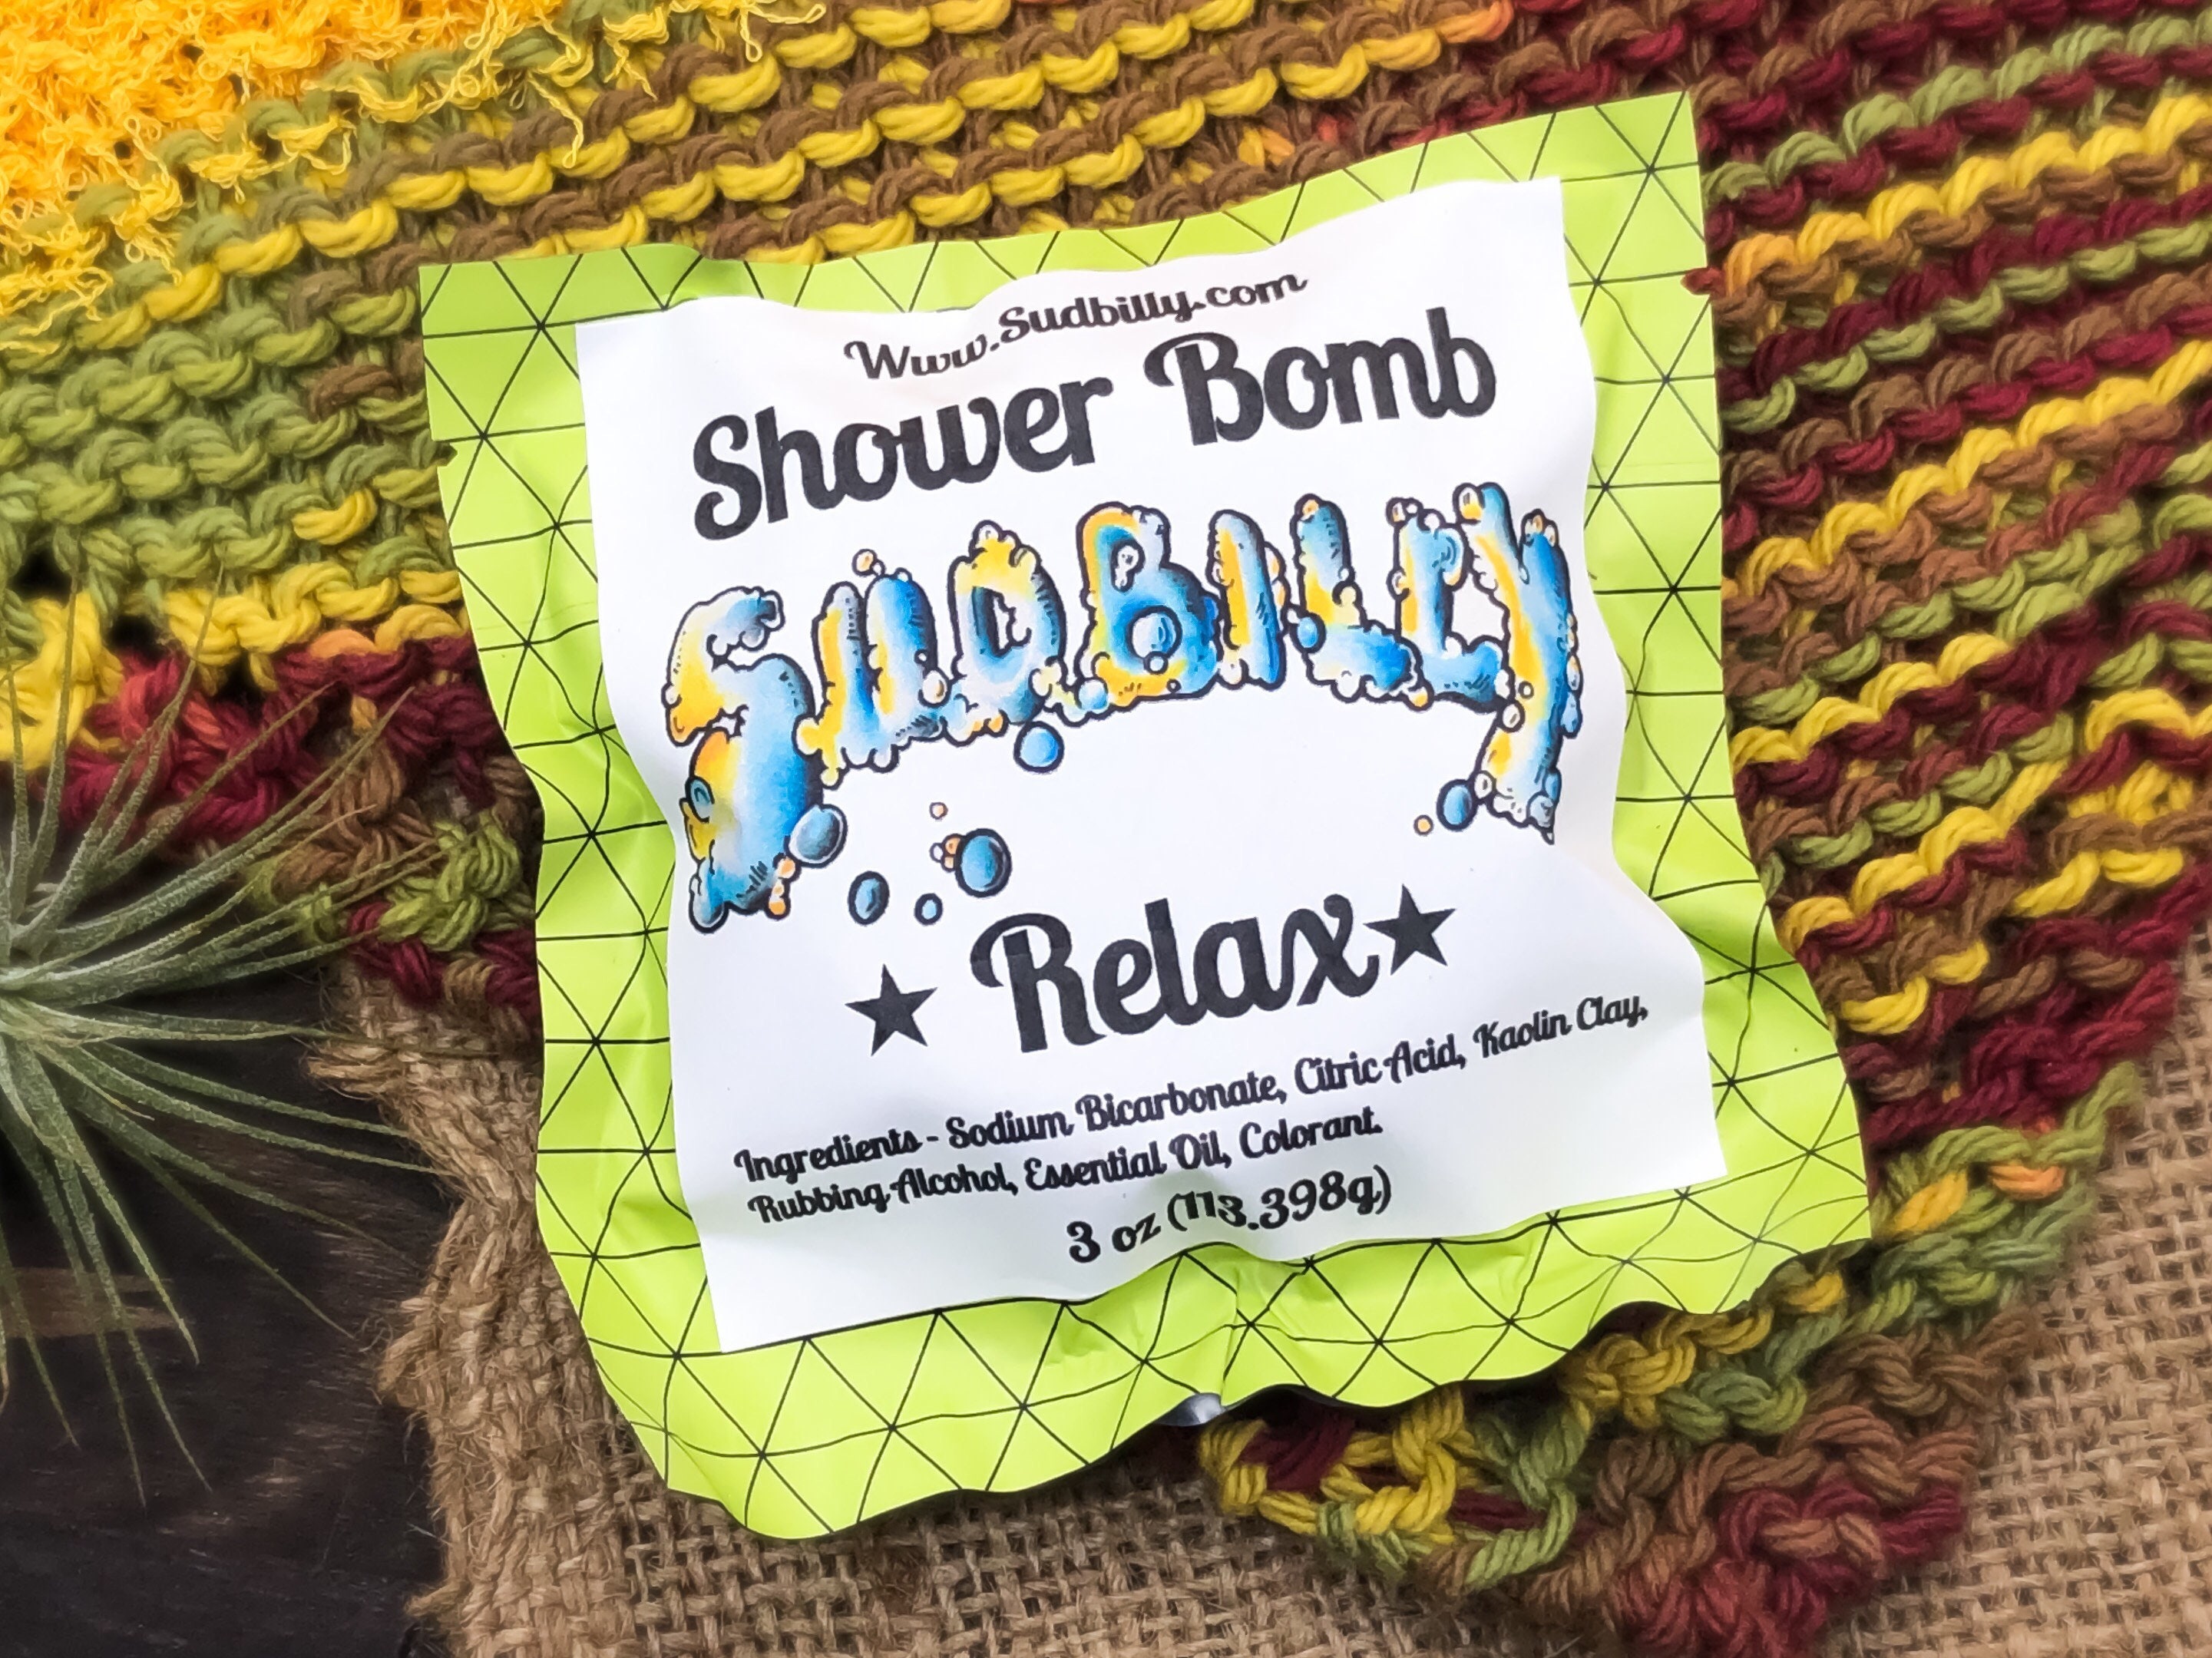 Www.Sudbilly.com
Shower Bomb
SUDBILLY
★ Relax ★
Ingredients - Sodium Bicarbonate, Citric Acid, Kaolin Clay,
Rubbing Alcohol, Essential Oil, Colorant.
3 oz (113.398g)